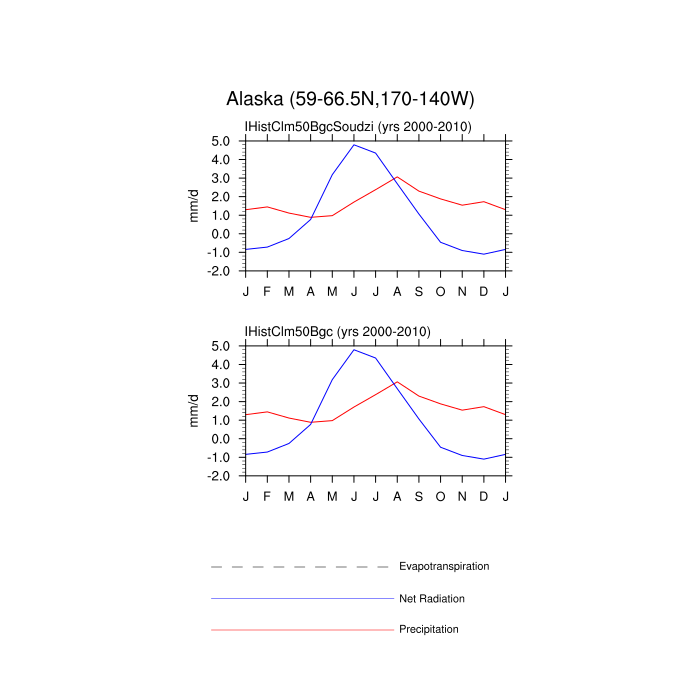 Alaska (59-66.5N,170-140W)
IHistClm50BgcSoudzi (yrs 2000-2010)
5.0
4.0
3.0
2.0
1.0
0.0
-1.0
-2.0
mm/d
J F M A M J J A S O N D J
IHistClm50Bgc (yrs 2000-2010)
5.0
4.0
3.0
2.0
1.0
0.0
-1.0
-2.0
mm/d
J F M A M J J A S O N D J
Evapotranspiration
Net Radiation
Precipitation